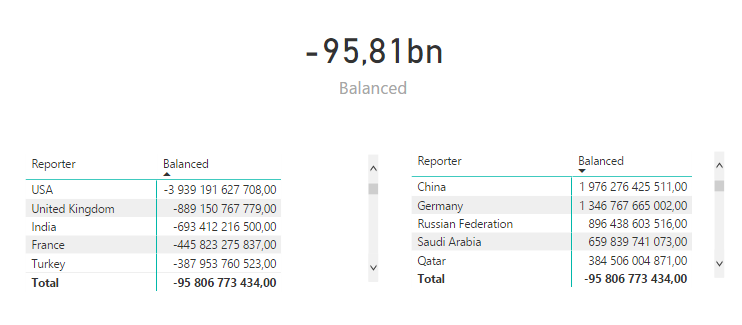 -95,81bn
Balanced
Reporter Balanced
USA -3 939 191 627 708,00
United Kingdom -889 150 767 779,00
India -693 412 216 500,00
France -445 823 275 837,00
Turkey -387 953 760 523,00
Total -95 806 773 434,00
Reporter Balanced
China 1 976 276 425 511,00
Germany 1 346 767 665 002,00
Russian Federation 896 438 603 516,00
Saudi Arabia 659 839 741 073,00
Qatar 384 506 004 871,00
Total -95 806 773 434,00